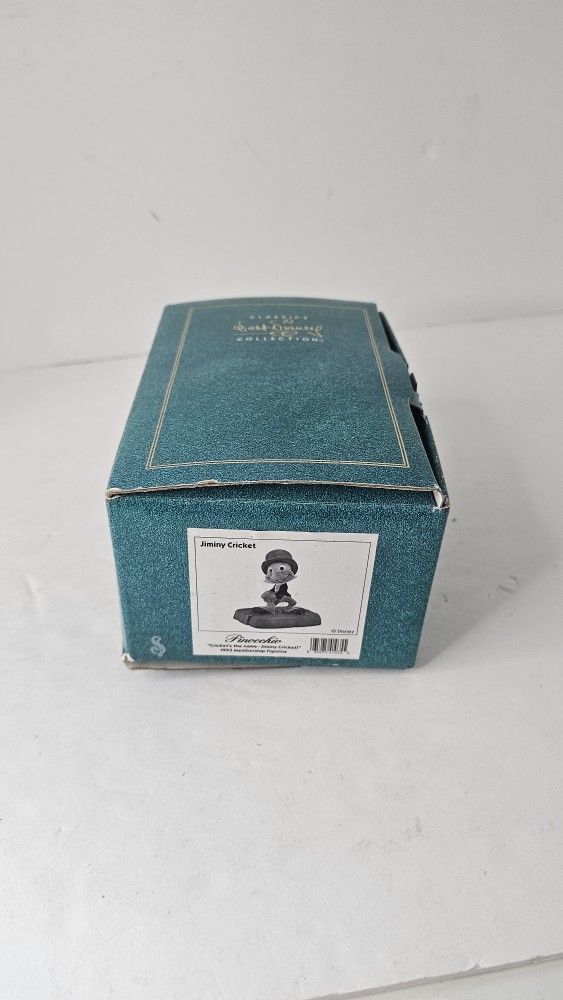 CLASSICS
Walt Disney
COLLECTION
Jiminy Cricket
© Disney
Pinocchio
"Cricket's the name - Jiminy Cricket!"
1993 membership figurine